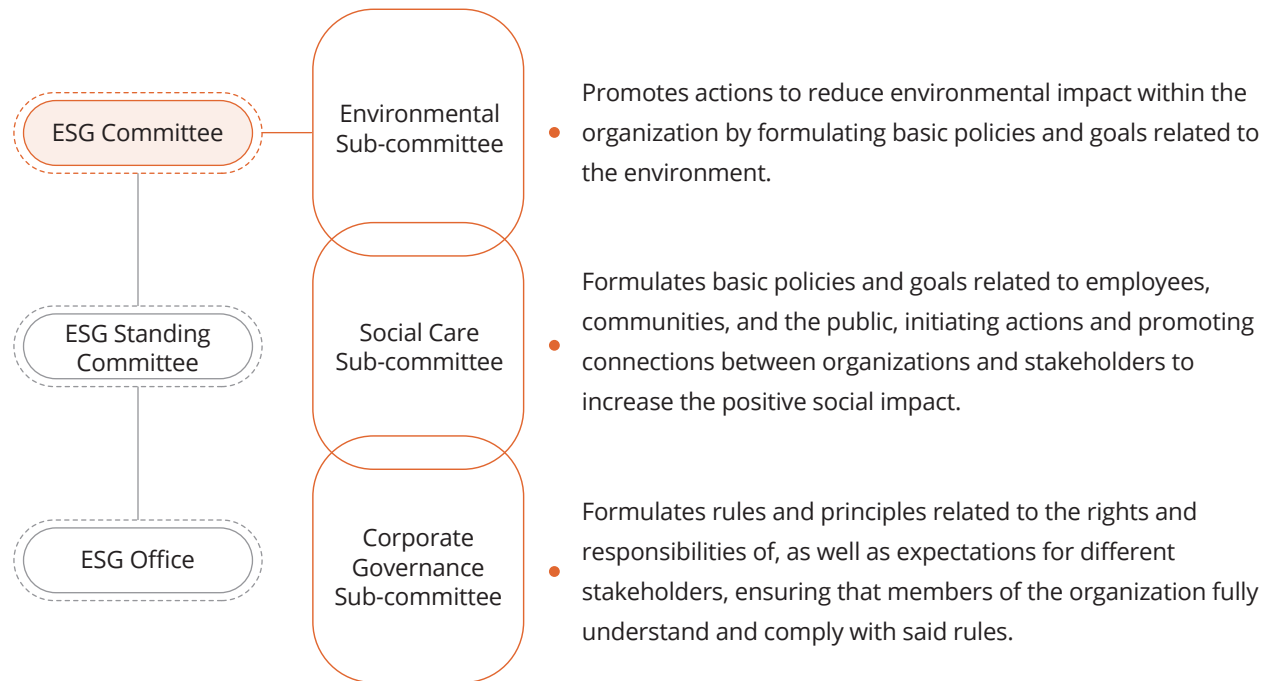 ESG Committee
ESG Standing
Committee
ESG Office
Environmental
Sub-committee
Promotes actions to reduce environmental impact within the
organization by formulating basic policies and goals related to
the environment.
Social Care
Sub-committee
Formulates basic policies and goals related to employees,
communities, and the public, initiating actions and promoting
connections between organizations and stakeholders to
increase the positive social impact.
Corporate
Governance
Sub-committee
Formulates rules and principles related to the rights and
responsibilities of, as well as expectations for different
stakeholders, ensuring that members of the organization fully
understand and comply with said rules.